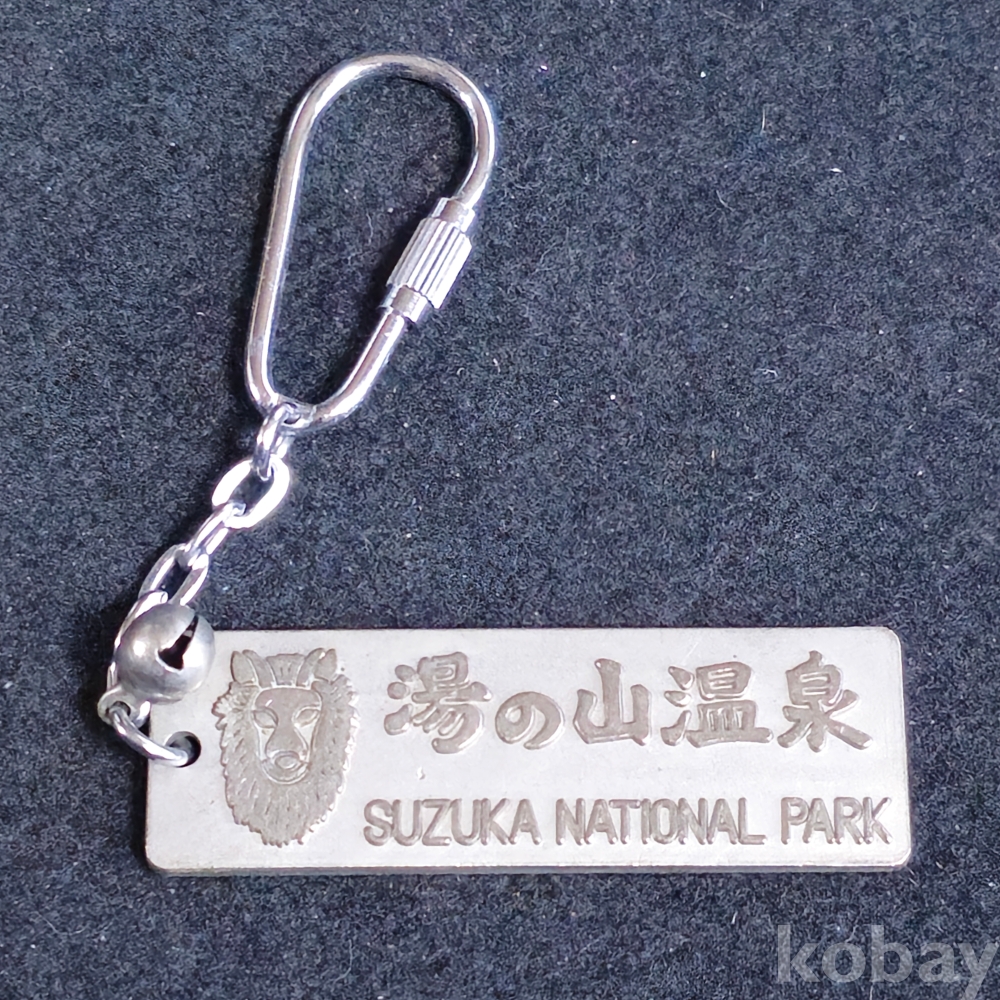 湯の山温泉
SUZUKA NATIONAL PARK
kobay